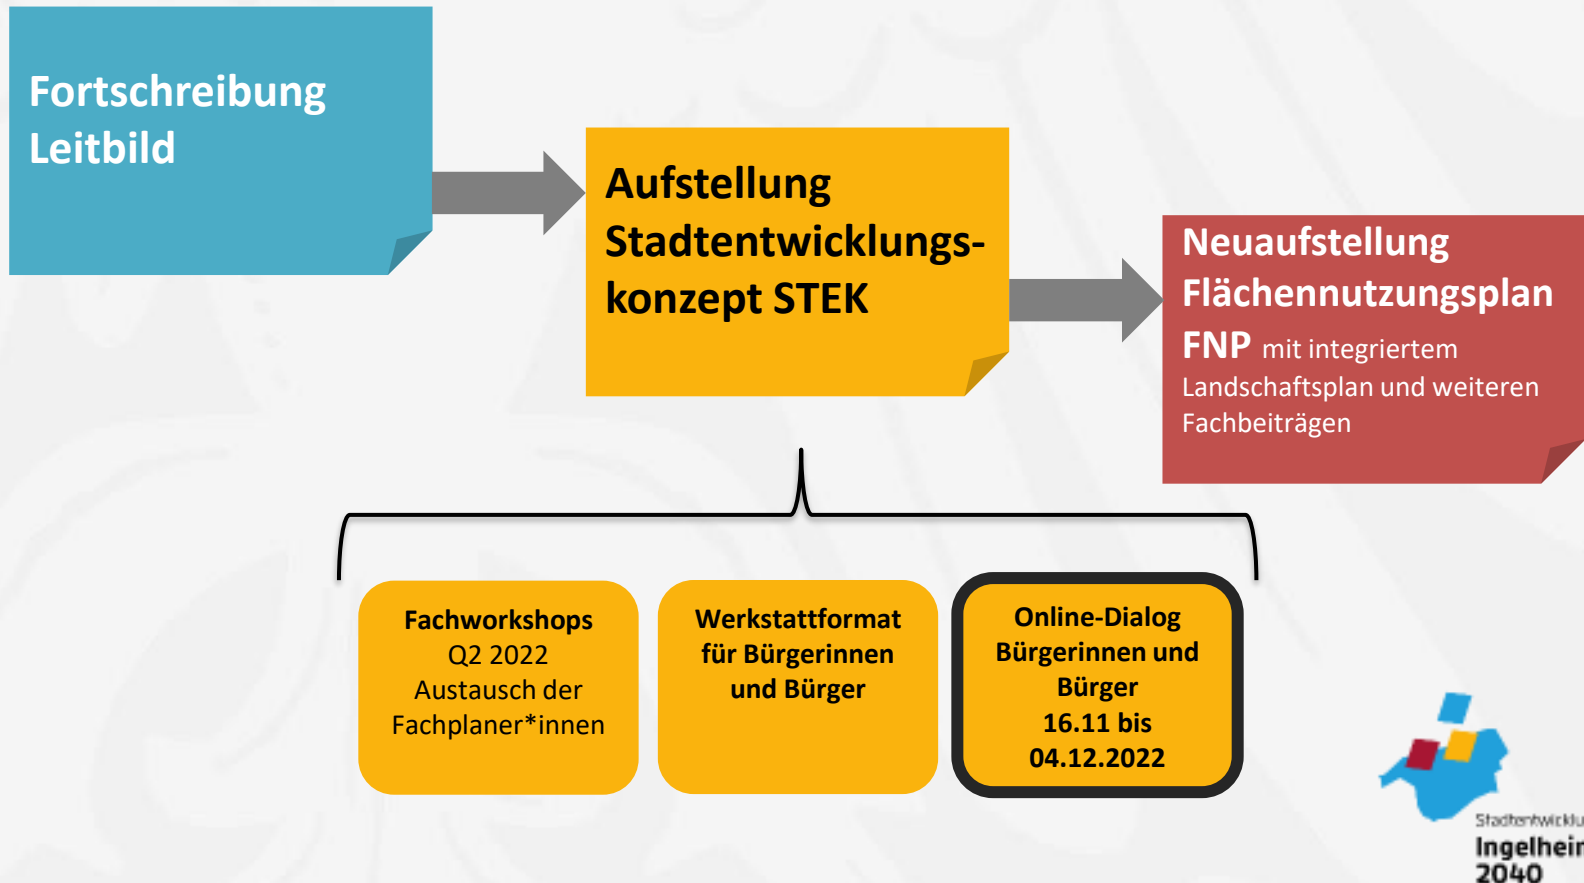 Fortschreibung
Leitbild
Aufstellung
Stadtentwicklungs-
konzept STEK
Neuaufstellung
Flächennutzungsplan
FNP mit integriertem
Landschaftsplan und weiteren
Fachbeiträgen
Fachworkshops
Q2 2022
Austausch der
Fachplaner*innen
Werkstattformat
für Bürgerinnen
und Bürger
Online-Dialog
Bürgerinnen und
Bürger
16.11 bis
04.12.2022
Stadtentwicklu
Ingelhein
2040